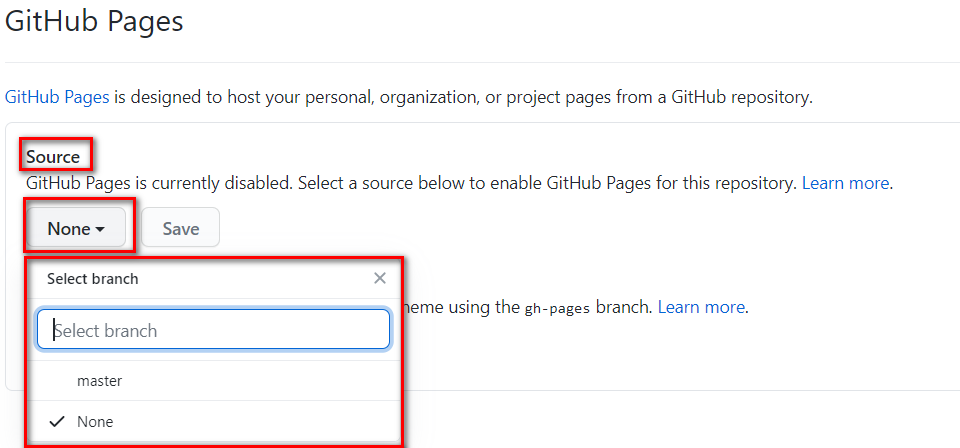 GitHub Pages
GitHub Pages is designed to host your personal, organization, or project pages from a GitHub repository.
Source
GitHub Pages is currently disabled. Select a source below to enable GitHub Pages for this repository. Learn more.
None Save
Select branch
using the gh-pages branch. Learn more.
Select branch
master
None